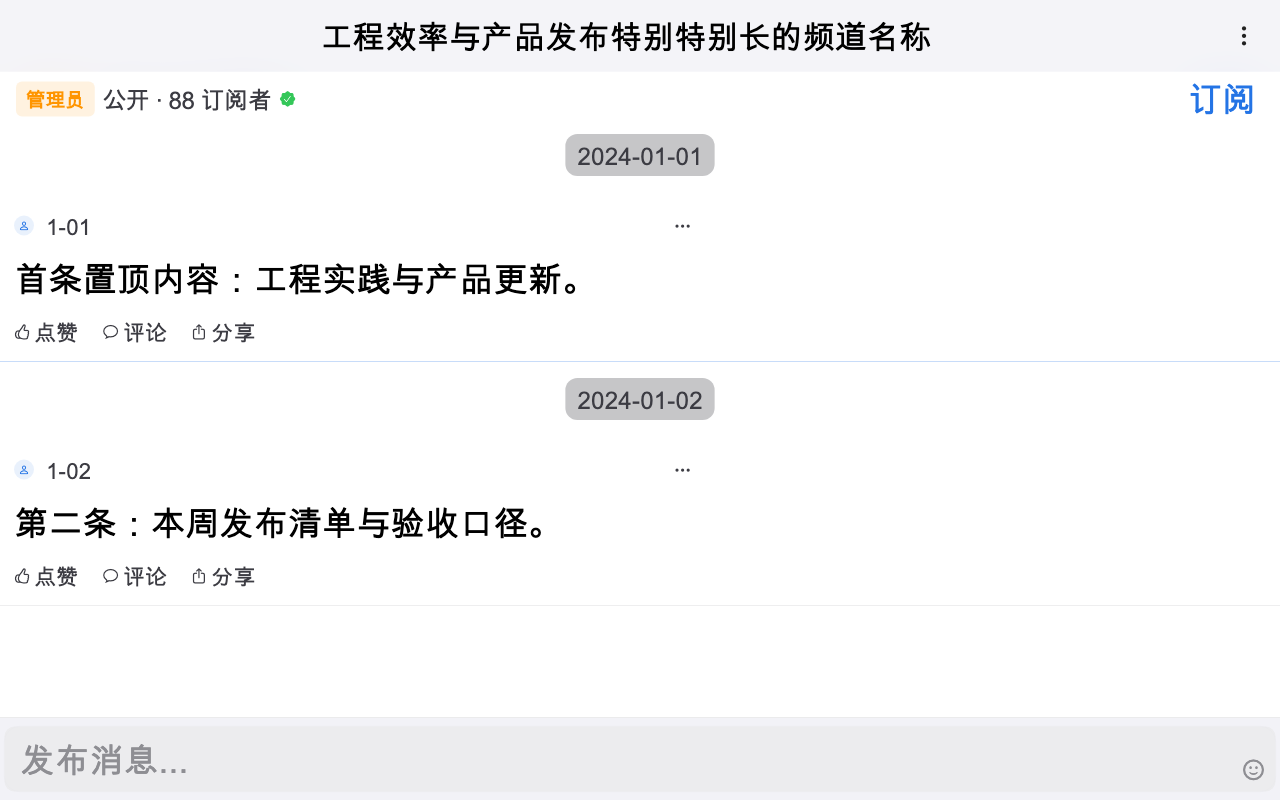 工程效率与产品发布特别特别长的频道名称
管理员 公开 · 88 订阅者 订阅
2024-01-01
1-01
首条置顶内容：工程实践与产品更新。
点赞 评论 分享
2024-01-02
1-02
第二条：本周发布清单与验收口径。
点赞 评论 分享
发布消息...